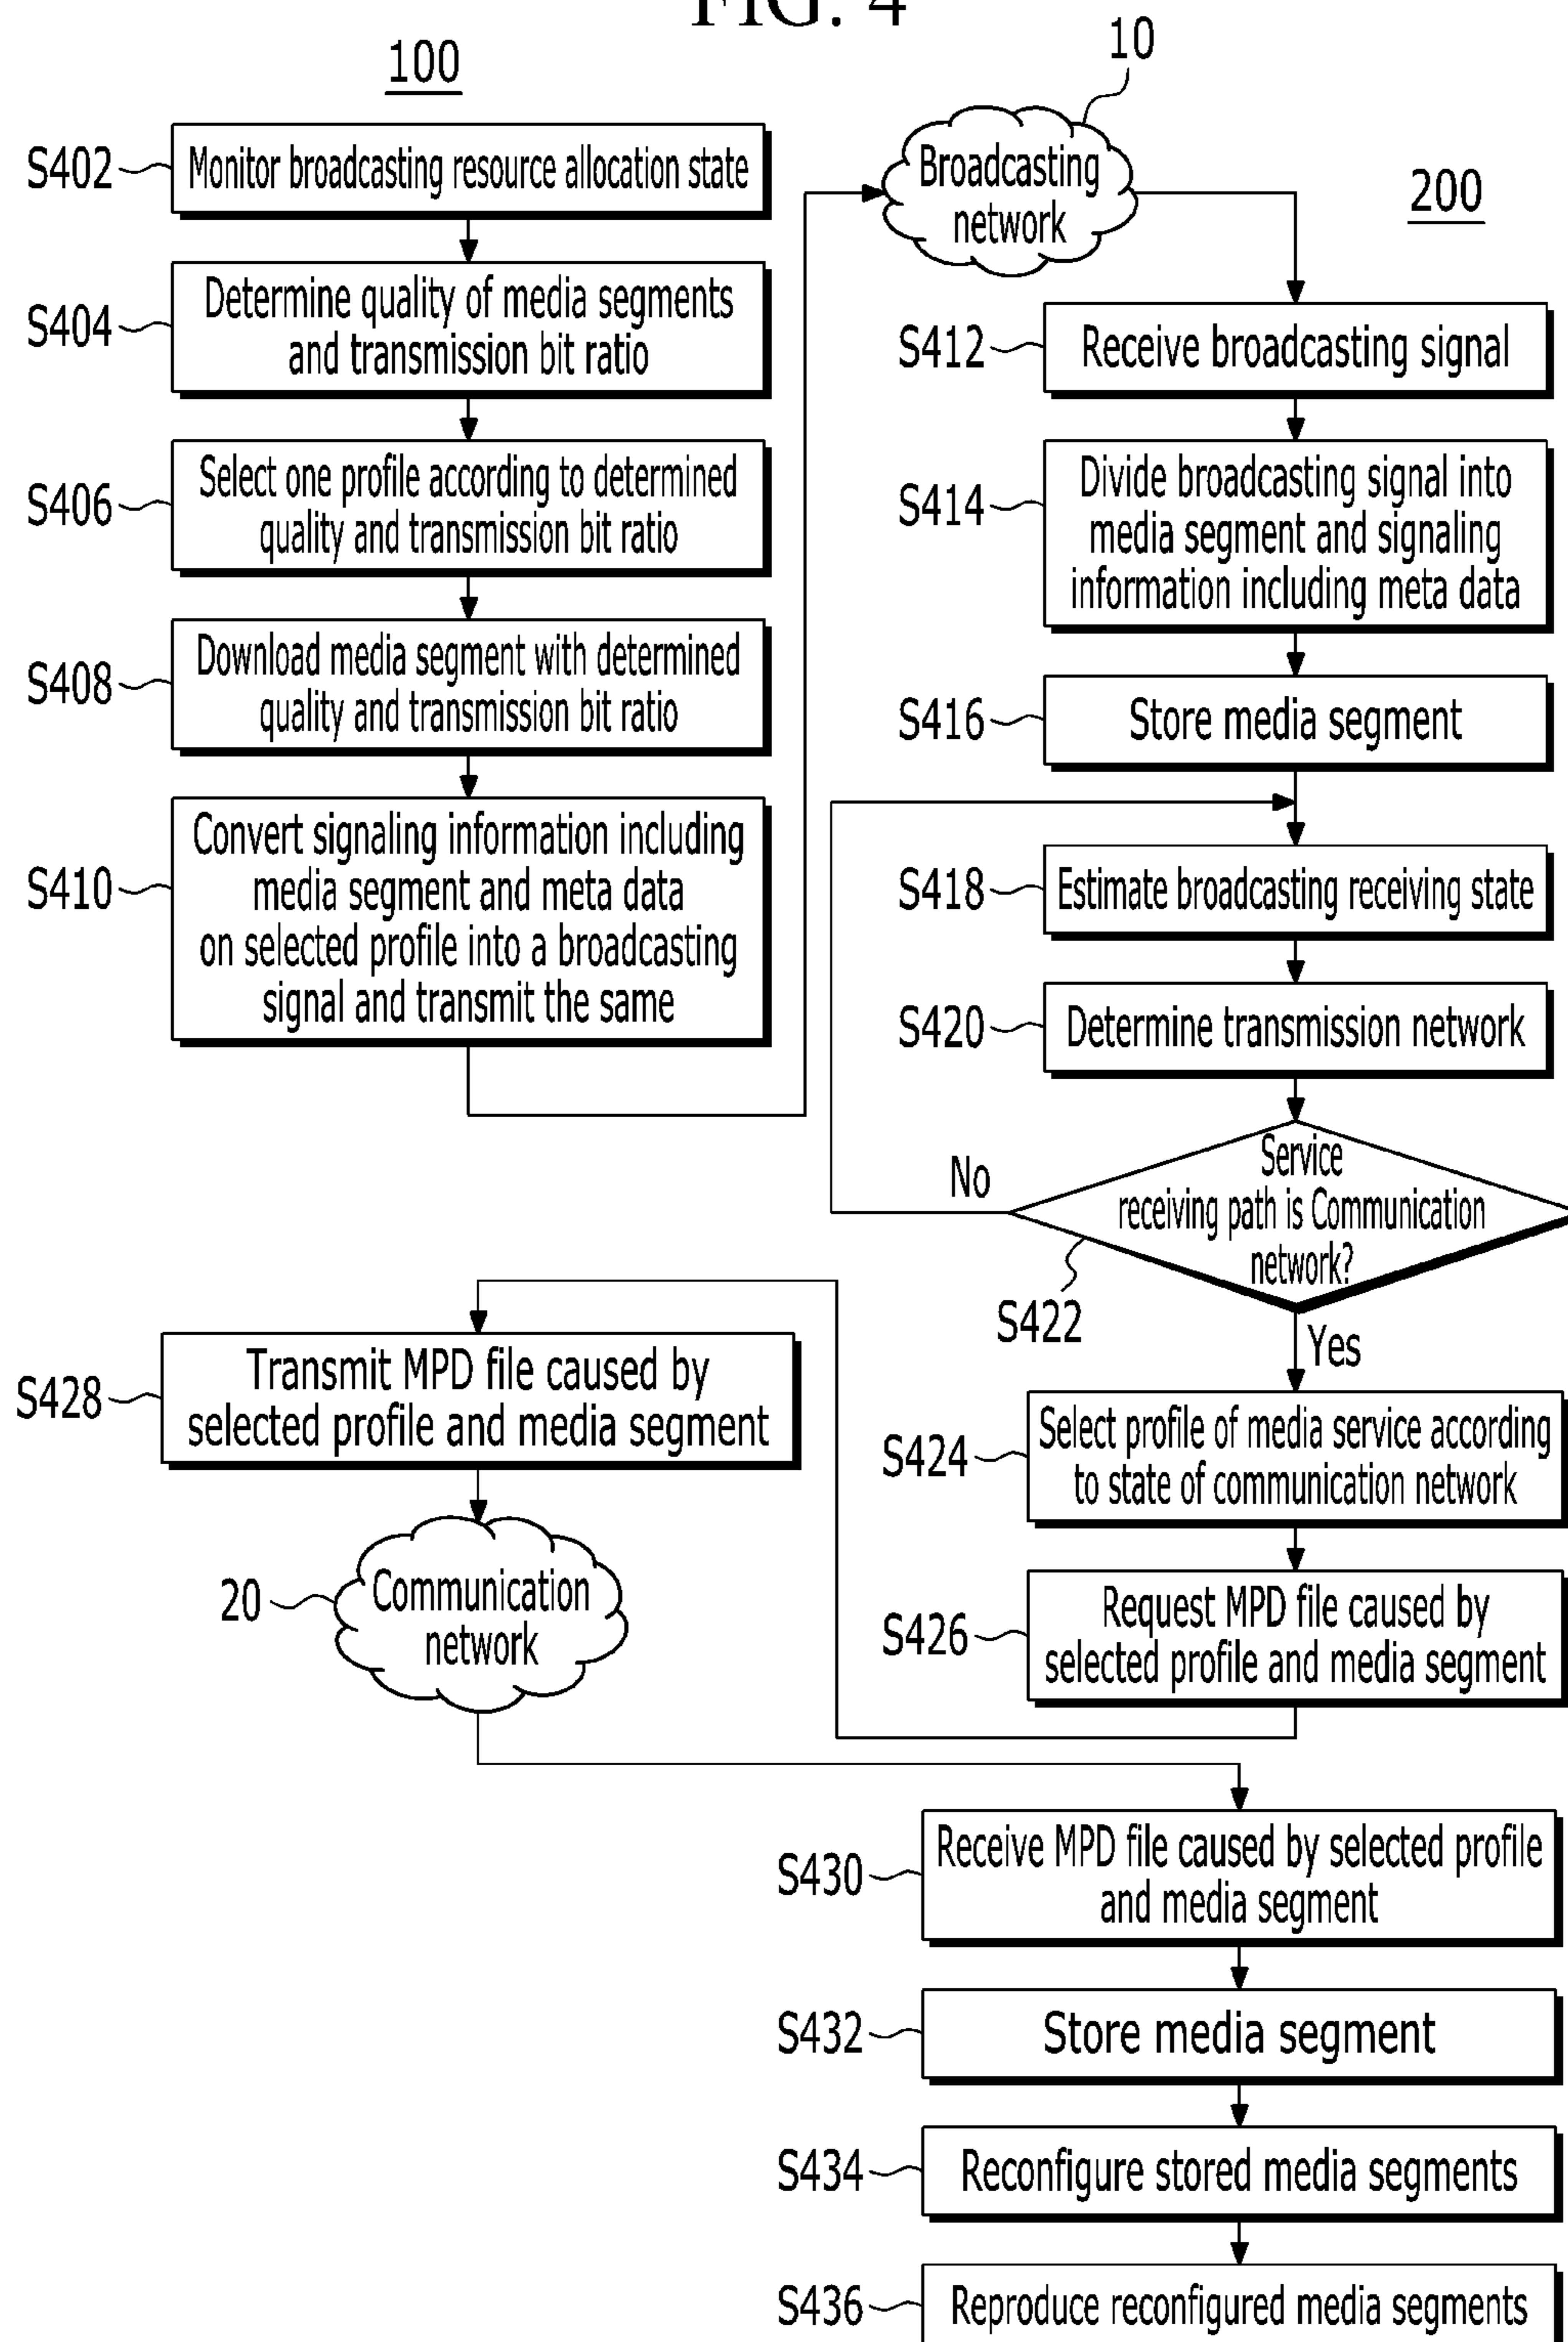 FIG. 4
100
10
200
S402
Monitor broadcasting resource allocation state
Broadcasting
network
S404
Determine quality of media segments
and transmission bit ratio
S406
Select one profile according to determined
quality and transmission bit ratio
S408
Download media segment with determined
quality and transmission bit ratio
S410
Convert signaling information including
media segment and meta data
on selected profile into a broadcasting
signal and transmit the same
S412
Receive broadcasting signal
S414
Divide broadcasting signal into
media segment and signaling
information including meta data
S416
Store media segment
S418
Estimate broadcasting receiving state
S420
Determine transmission network
Service
receiving path is Communication
network?
No
S422
Yes
S424
Select profile of media service according
to state of communication network
S426
Request MPD file caused by
selected profile and media segment
S428
Transmit MPD file caused by
selected profile and media segment
20
Communication
network
S430
Receive MPD file caused by selected profile
and media segment
S432
Store media segment
S434
Reconfigure stored media segments
S436
Reproduce reconfigured media segments